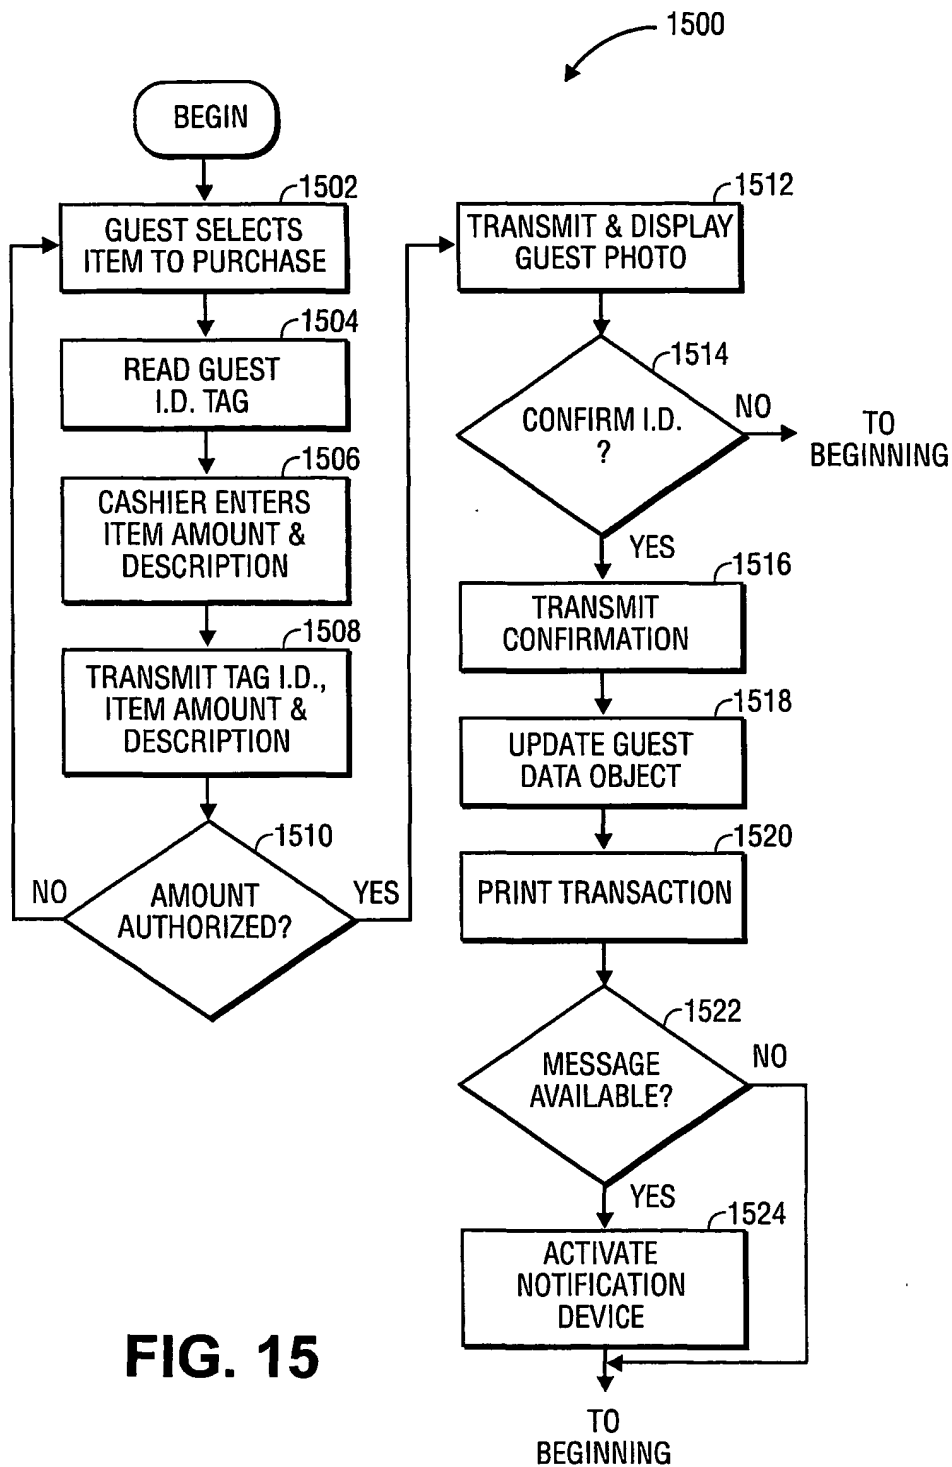 1500
BEGIN
1502
GUEST SELECTS
ITEM TO PURCHASE
1504
READ GUEST
I.D. TAG
1506
CASHIER ENTERS
ITEM AMOUNT &
DESCRIPTION
1508
TRANSMIT TAG I.D.,
ITEM AMOUNT &
DESCRIPTION
1510
NO
AMOUNT
AUTHORIZED?
YES
1512
TRANSMIT & DISPLAY
GUEST PHOTO
1514
CONFIRM I.D.
?
NO
TO
BEGINNING
YES
1516
TRANSMIT
CONFIRMATION
1518
UPDATE GUEST
DATA OBJECT
1520
PRINT TRANSACTION
1522
MESSAGE
AVAILABLE?
NO
YES
1524
ACTIVATE
NOTIFICATION
DEVICE
TO
BEGINNING
FIG. 15